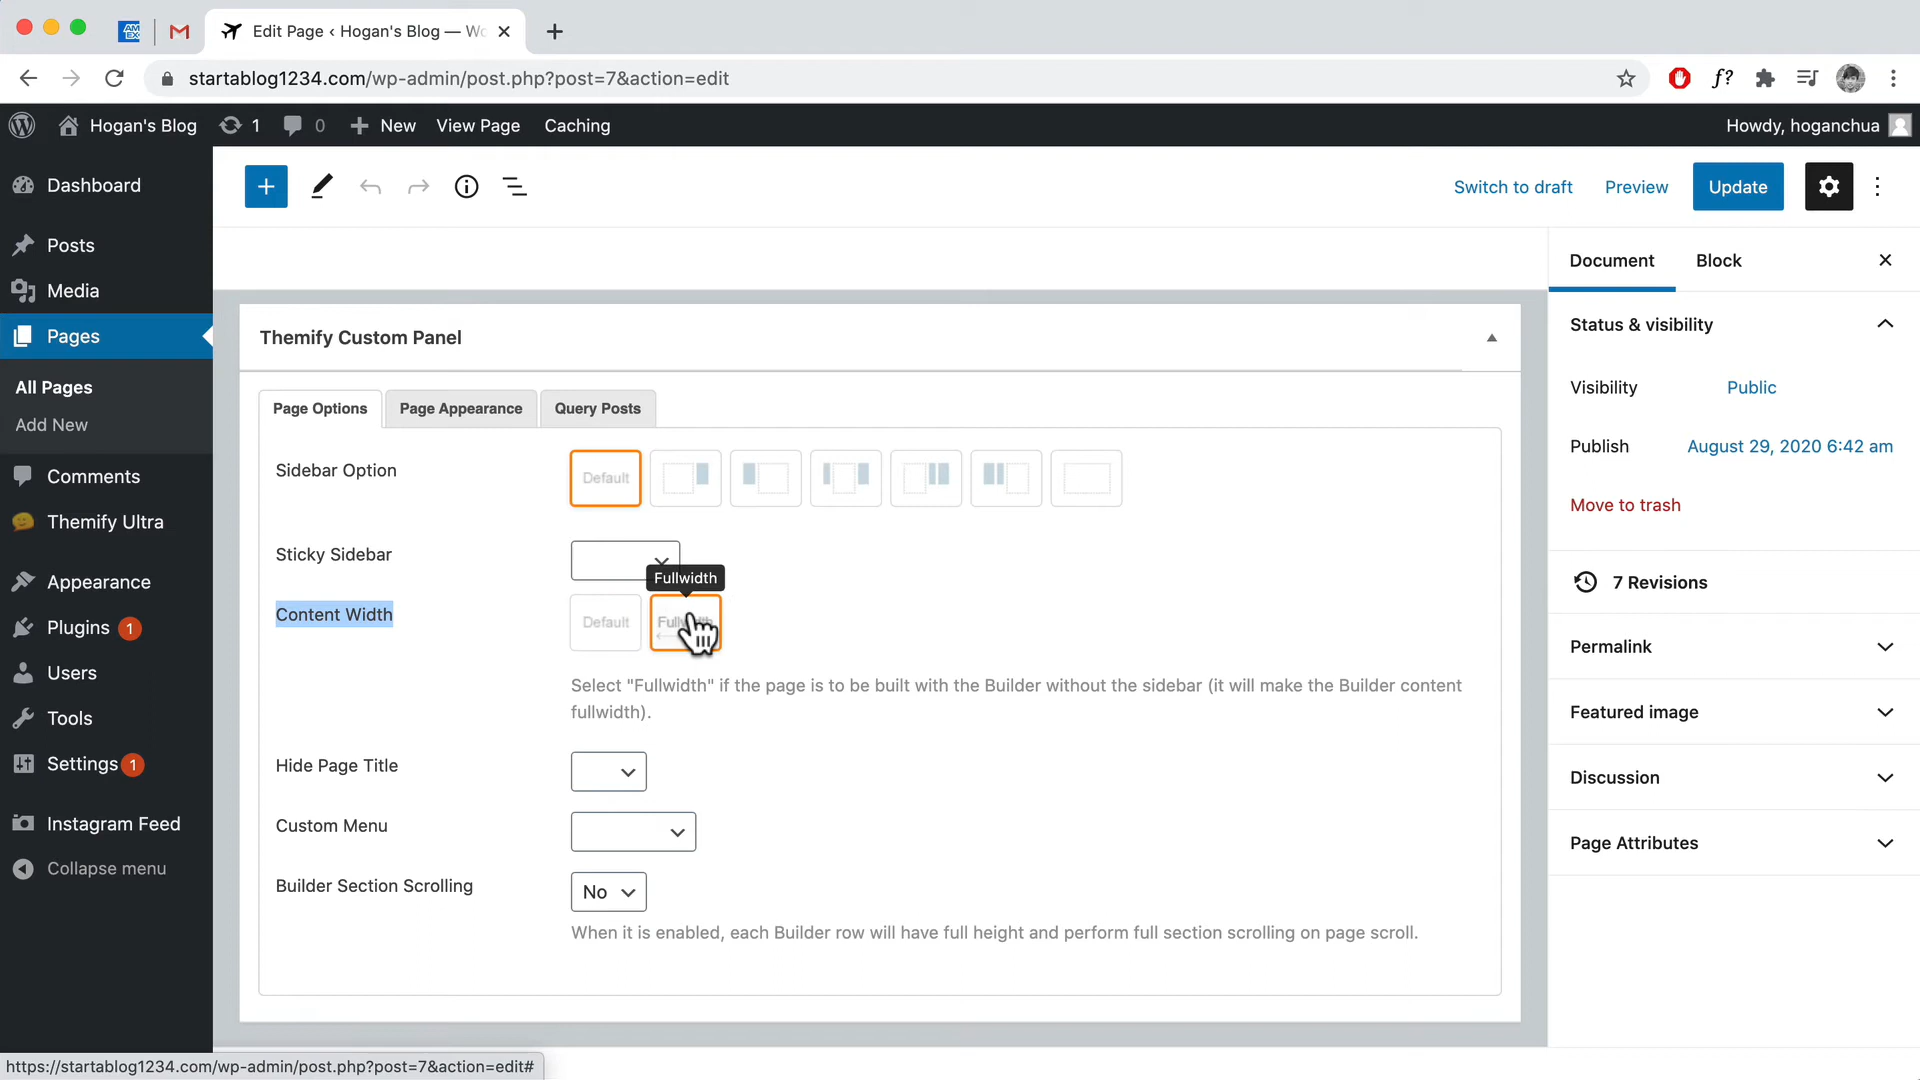 AM
EX
Edit Page ‹ Hogan's Blog — Wo
startablog1234.com/wp-admin/post.php?post=7&action=edit
f?
Hogan's Blog 1 0 New View Page Caching Howdy, hoganchua
Dashboard
Posts
Media
Pages
All Pages
Add New
Comments
Themify Ultra
Appearance
Plugins 1
Users
Tools
Settings 1
Instagram Feed
Collapse menu
Switch to draft Preview Update
Themify Custom Panel
Page Options Page Appearance Query Posts
Sidebar Option Default
Sticky Sidebar
Fullwidth
Content Width Default
Select "Fullwidth" if the page is to be built with the Builder without the sidebar (it will make the Builder content
fullwidth).
Hide Page Title
Custom Menu
Builder Section Scrolling No
When it is enabled, each Builder row will have full height and perform full section scrolling on page scroll.
Document Block
Status & visibility
Visibility Public
Publish August 29, 2020 6:42 am
Move to trash
7 Revisions
Permalink
Featured image
Discussion
Page Attributes
https://startablog1234.com/wp-admin/post.php?post=7&action=edit#